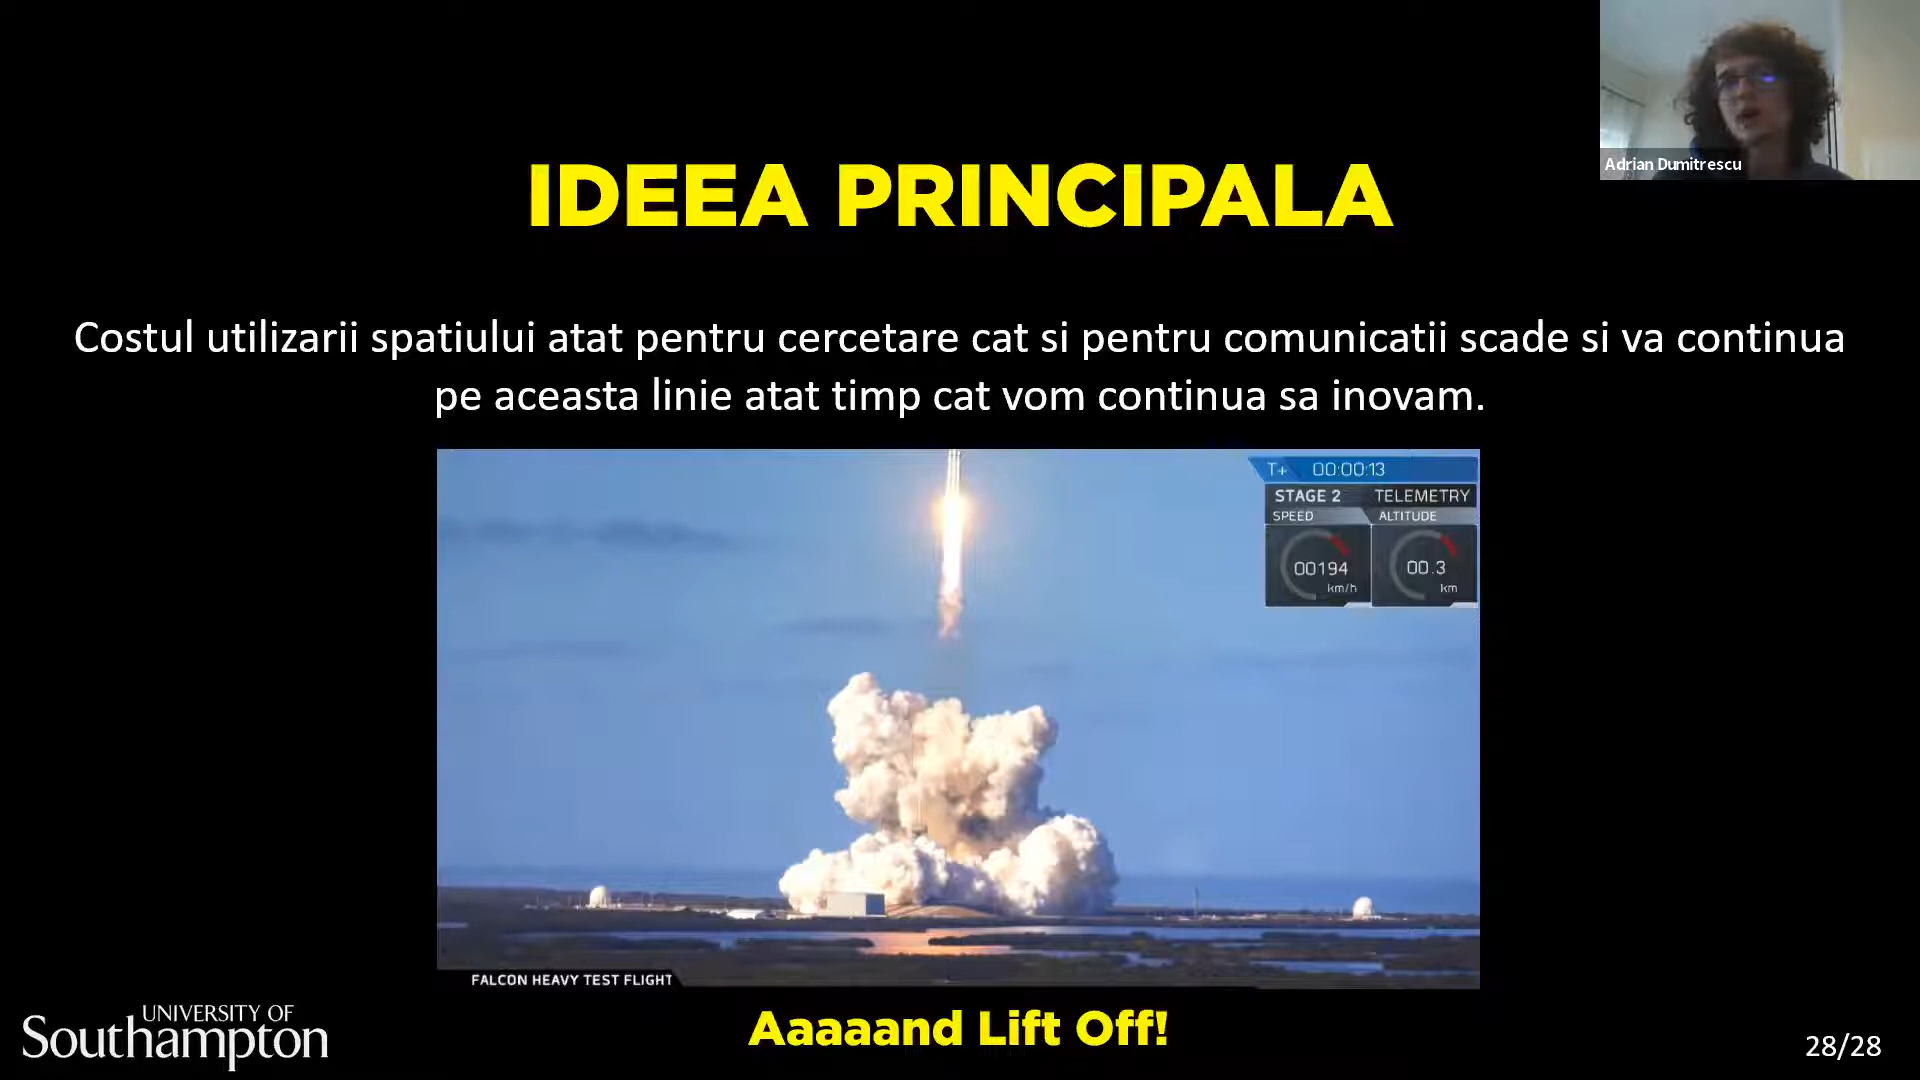 Adrian Dumitrescu
IDEEA PRINCIPALA
Costul utilizarii spatiului atat pentru cercetare cat si pentru comunicatii scade si va continua
pe aceasta linie atat timp cat vom continua sa inovam.
T+ 00:00:13
STAGE 2 TELEMETRY
SPEED ALTITUDE
00194 00.3
km/h km
FALCON HEAVY TEST FLIGHT
UNIVERSITY OF
Southampton
Aaaaaand Lift Off!
28/28